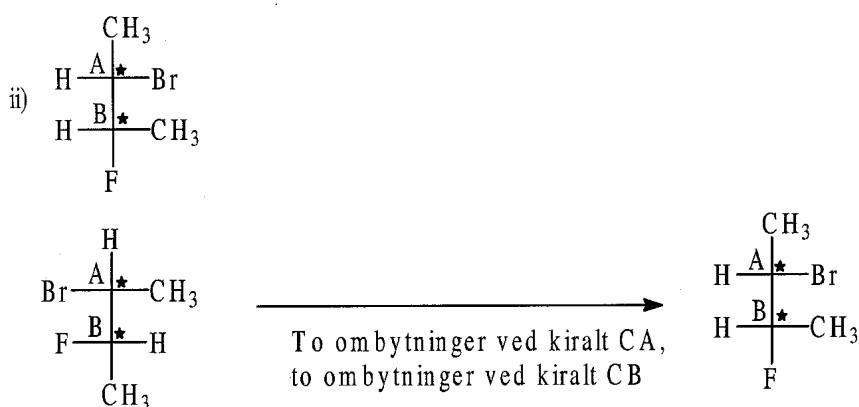 CH3
H A * Br
ii)
H B * CH3
F
H
Br A * CH3
F B * H
CH3
To ombytninger ved kiralt CA,
to ombytninger ved kiralt CB
CH3
H A * Br
H B * CH3
F